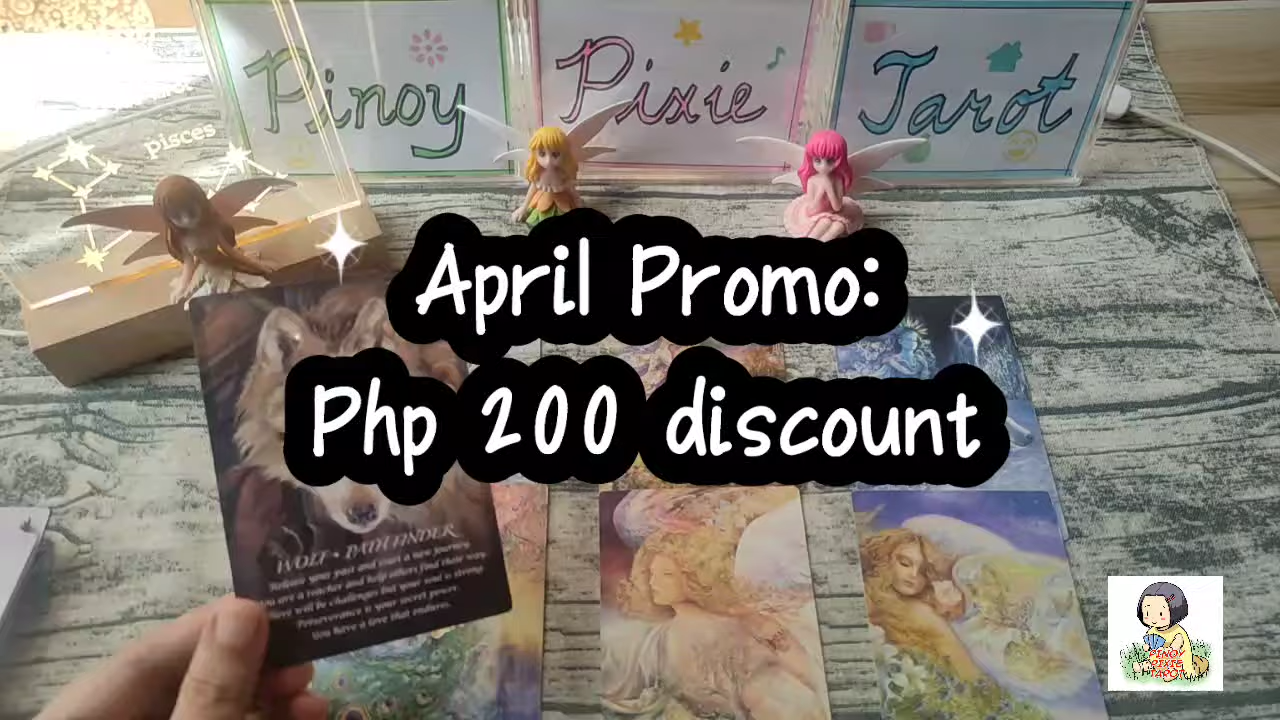 Pinoy Pixie Tarot
pisces
April Promo:
Php 200 discount
WOLF • PATHFINDER
Release your past and start a new journey.
You are a teacher and help others find their way.
There will be challenges but your soul is strong.
Perseverance is your secret power.
You have a love that endures.
PINOY
PIXIE
TAROT